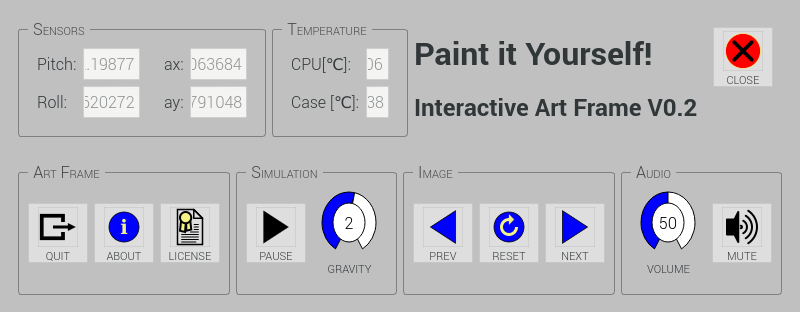 SENSORS
Pitch: .19877 ax: 063684
Roll: 620272 ay: 791048
TEMPERATURE
CPU[℃]: 06
Case [℃]: 38
Paint it Yourself!
Interactive Art Frame V0.2
CLOSE
ART FRAME
QUIT ABOUT LICENSE
SIMULATION
PAUSE 2 GRAVITY
IMAGE
PREV RESET NEXT
AUDIO
50 VOLUME MUTE